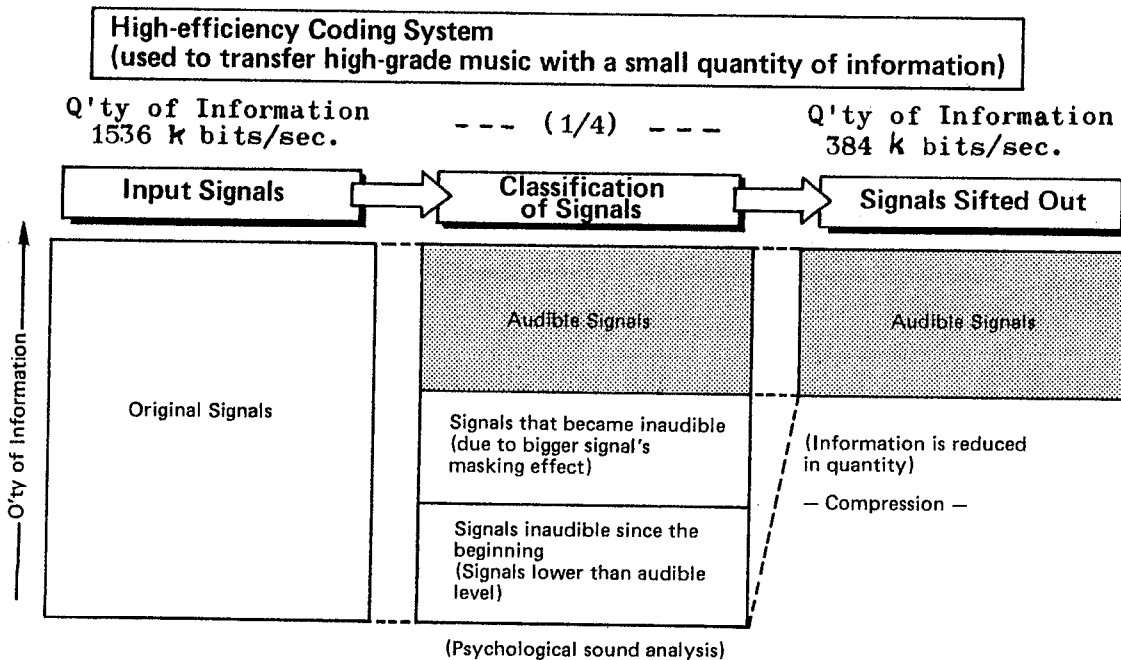 High-efficiency Coding System
(used to transfer high-grade music with a small quantity of information)
Q'ty of Information
1536 k bits/sec.
--- (1/4) ---
Q'ty of Information
384 k bits/sec.
Input Signals
Classification
of Signals
Signals Sifted Out
Q'ty of Information
Original Signals
Audible Signals
Signals that became inaudible
(due to bigger signal's
masking effect)
Signals inaudible since the
beginning
(Signals lower than audible
level)
(Psychological sound analysis)
Audible Signals
(Information is reduced
in quantity)
— Compression —